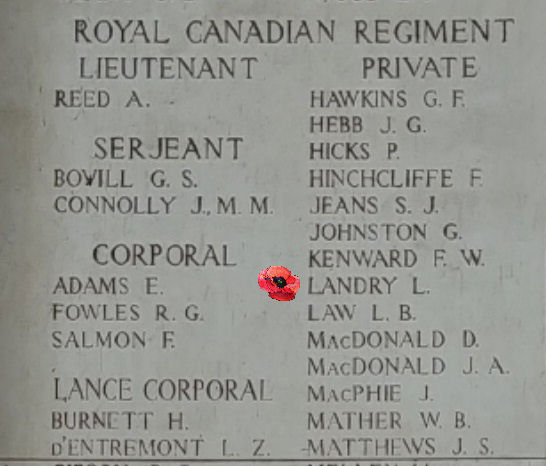 ROYAL CANADIAN REGIMENT
LIEUTENANT
REED A.
SERJEANT
BOVILL G. S.
CONNOLLY J., M. M.
CORPORAL
ADAMS E.
FOWLES R. G.
SALMON F.
LANCE CORPORAL
BURNETT H.
D'ENTREMONT L. Z.
PRIVATE
HAWKINS G. F.
HEBB J. G.
HICKS P.
HINCHCLIFFE F.
JEANS S. J.
JOHNSTON G.
KENWARD F. W.
LANDRY L.
LAW L. B.
MACDONALD D.
MACDONALD J. A.
MACPHIE J.
MATHER W. B.
MATTHEWS J. S.